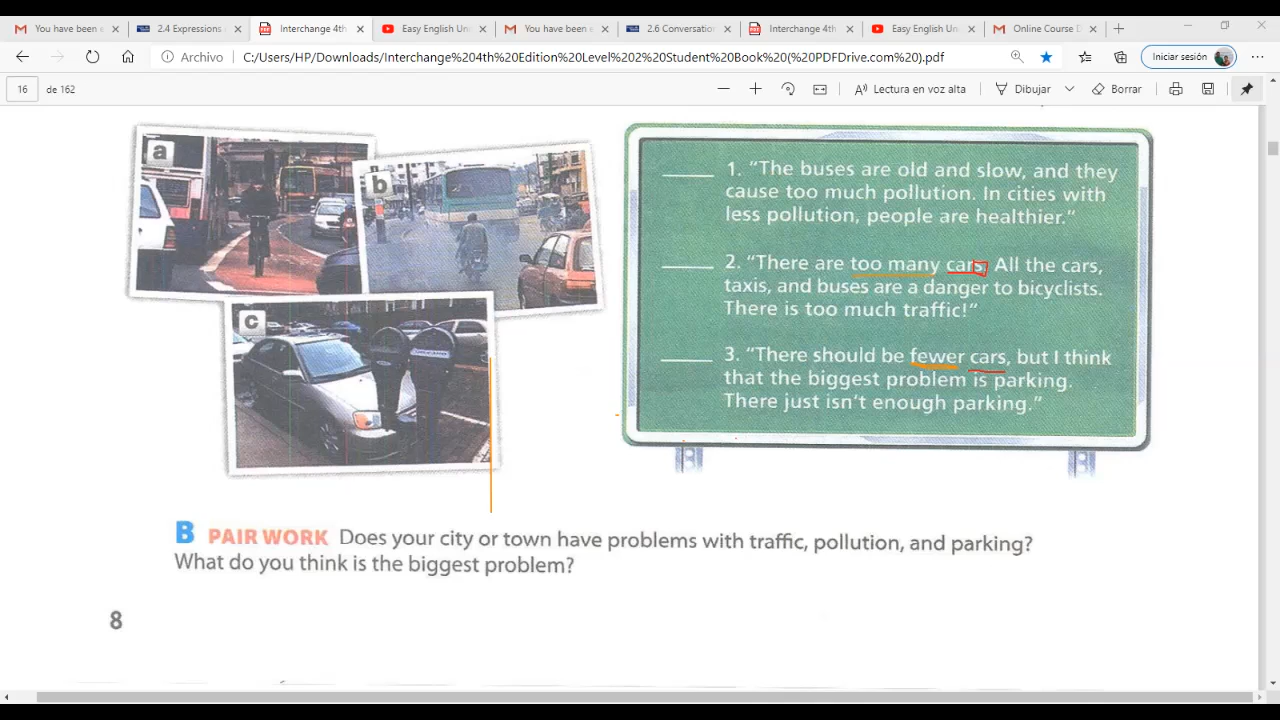 You have been s
2.4 Expressions
Interchange 4th
Easy English Un
You have been s
2.6 Conversation
Interchange 4th
Easy English Un
Online Course D
Archivo
C:/Users/HP/Downloads/Interchange%204th%20Edition%20Level%202%20Student%20Book%20(%20PDFDrive.com%20).pdf
Iniciar sesión
16 de 162
Lectura en voz alta
Dibujar
Borrar
a
b
c
1. "The buses are old and slow, and they
cause too much pollution. In cities with
less pollution, people are healthier."
2. "There are too many cars. All the cars,
taxis, and buses are a danger to bicyclists.
There is too much traffic!"
3. "There should be fewer cars, but I think
that the biggest problem is parking.
There just isn't enough parking."
B PAIR WORK Does your city or town have problems with traffic, pollution, and parking?
What do you think is the biggest problem?
8